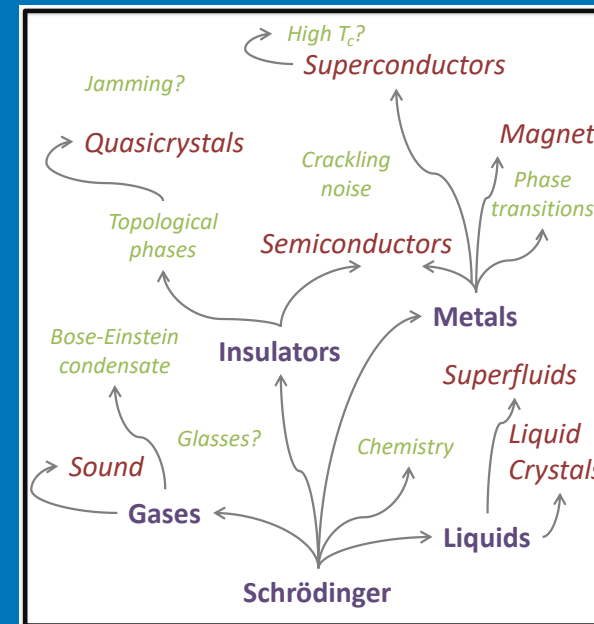 High T_c?
Superconductors
Jamming?
Quasicrystals
Magnet
Crackling
noise
Phase
transitions
Topological
phases
Semiconductors
Metals
Bose-Einstein
condensate
Insulators
Superfluids
Glasses?
Chemistry
Liquid
Crystals
Sound
Gases
Liquids
Schrödinger